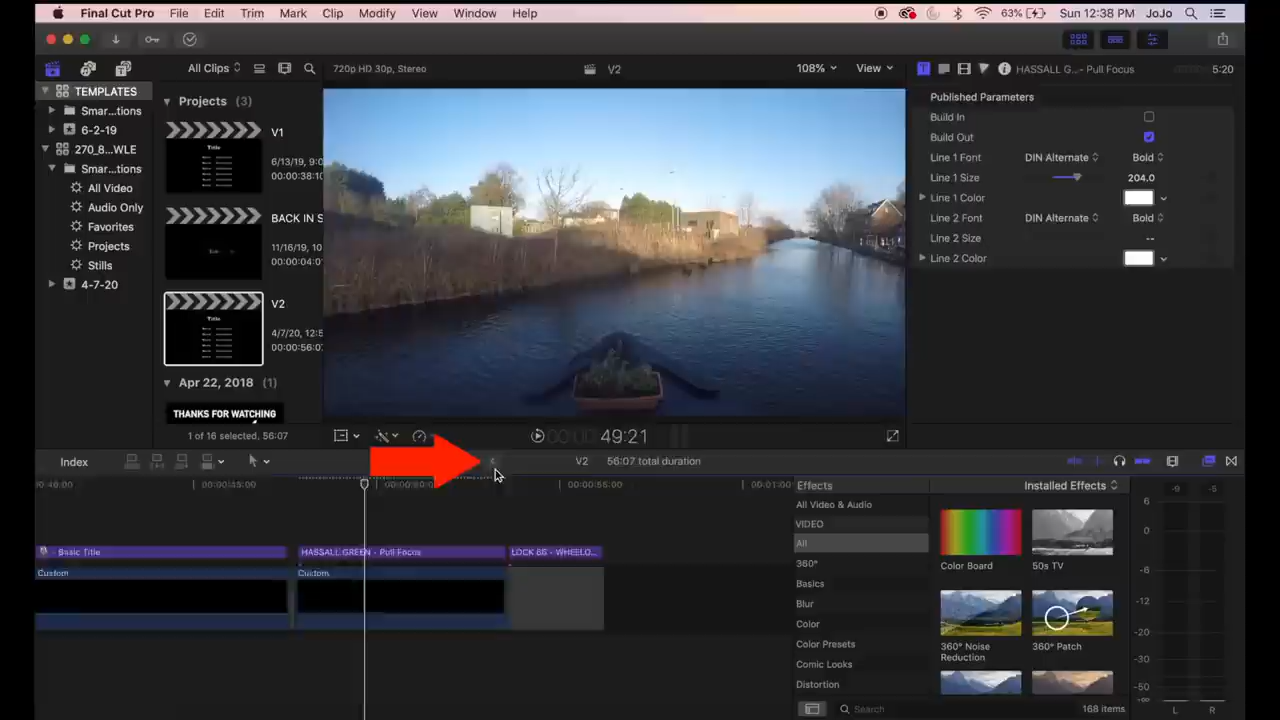 Final Cut Pro File Edit Trim Mark Clip Modify View Window Help 63% Sun 12:38 PM JoJo
All Clips 720p HD 30p, Stereo V2 108% View HASSALL G...- Pull Focus 5:20
TEMPLATES
Smar...tions
6-2-19
270_8...WLE
Smar...tions
All Video
Audio Only
Favorites
Projects
Stills
4-7-20
Projects (3)
Title
V1
6/13/19, 9:0
00:00:38:10
BACK IN S
11/16/19, 10
00:00:04:01
Title
V2
4/7/20, 12:5
00:00:56:07
Apr 22, 2018 (1)
THANKS FOR WATCHING
1 of 16 selected, 56:07
49:21
Published Parameters
Build In
Build Out
Line 1 Font DIN Alternate Bold
Line 1 Size 204.0
Line 1 Color
Line 2 Font DIN Alternate Bold
Line 2 Size --
Line 2 Color
Index V2 56:07 total duration
00:00:45:00 00:00:55:00 00:01:00
- Basic Title HASSALL GREEN - Pull Focus LOCK 66 - WHEELO...
Custom Custom
Effects Installed Effects
All Video & Audio
VIDEO
All
360°
Basics
Blur
Color
Color Presets
Comic Looks
Distortion
Color Board 50s TV
360° Noise Reduction 360° Patch
Search 168 items
-9 -5
6
0
-6
-12
-20
-30
-50
-∞
L R